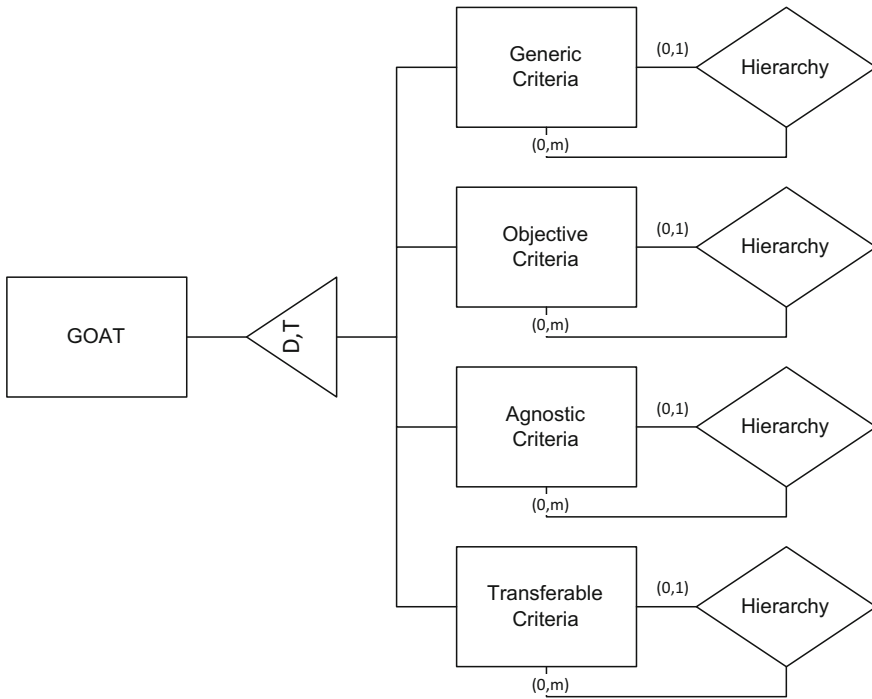 Generic
Criteria
(0,1)
Hierarchy
(0,m)
Objective
Criteria
(0,1)
Hierarchy
(0,m)
GOAT
D,T
Agnostic
Criteria
(0,1)
Hierarchy
(0,m)
Transferable
Criteria
(0,1)
Hierarchy
(0,m)